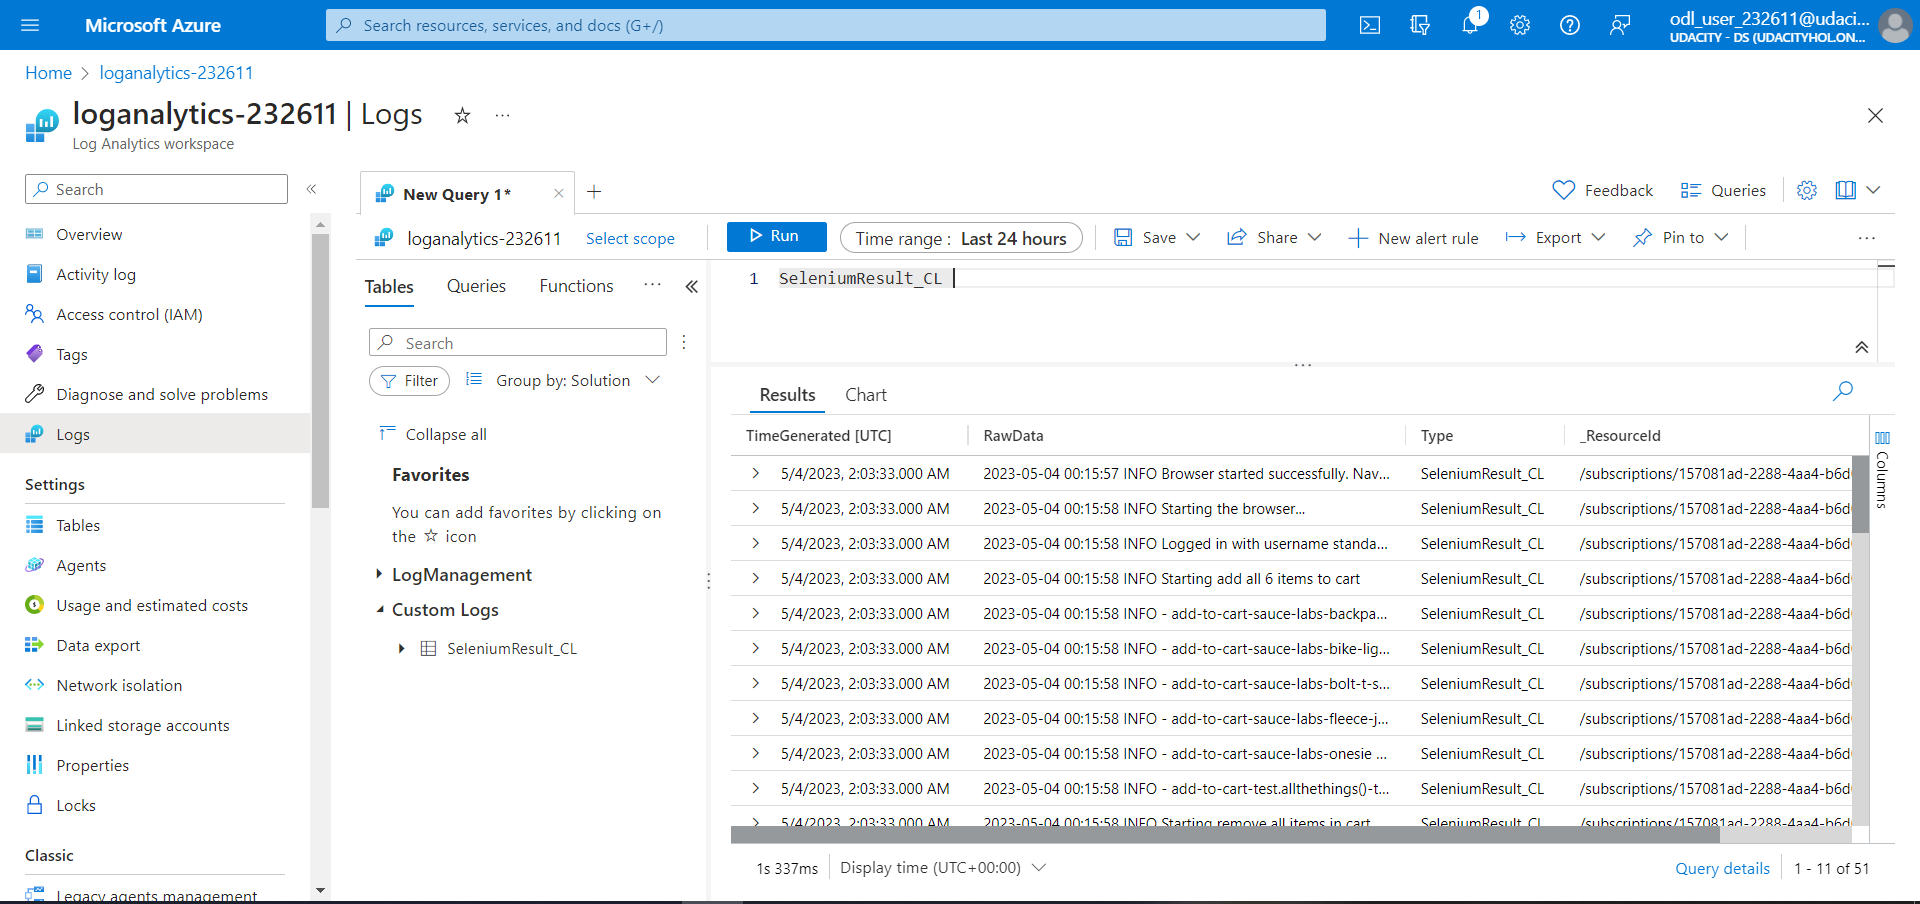 Microsoft Azure
Search resources, services, and docs (G+/)
1
odl_user_232611@udaci...
UDACITY - DS (UDACITYHOL.ON...
Home > loganalytics-232611
loganalytics-232611 | Logs
Log Analytics workspace
Search
Overview
Activity log
Access control (IAM)
Tags
Diagnose and solve problems
Logs
Settings
Tables
Agents
Usage and estimated costs
Data export
Network isolation
Linked storage accounts
Properties
Locks
Classic
Legacy agents management
New Query 1*
Feedback
Queries
loganalytics-232611
Select scope
Run
Time range : Last 24 hours
Save
Share
New alert rule
Export
Pin to
Tables
Queries
Functions
Search
Filter
Group by: Solution
Collapse all
Favorites
You can add favorites by clicking on
the ☆ icon
LogManagement
Custom Logs
SeleniumResult_CL
1 SeleniumResult_CL
Results
Chart
TimeGenerated [UTC] RawData Type _ResourceId
5/4/2023, 2:03:33.000 AM 2023-05-04 00:15:57 INFO Browser started successfully. Nav... SeleniumResult_CL /subscriptions/157081ad-2288-4aa4-b6d
5/4/2023, 2:03:33.000 AM 2023-05-04 00:15:58 INFO Starting the browser... SeleniumResult_CL /subscriptions/157081ad-2288-4aa4-b6d
5/4/2023, 2:03:33.000 AM 2023-05-04 00:15:58 INFO Logged in with username standa... SeleniumResult_CL /subscriptions/157081ad-2288-4aa4-b6d
5/4/2023, 2:03:33.000 AM 2023-05-04 00:15:58 INFO Starting add all 6 items to cart SeleniumResult_CL /subscriptions/157081ad-2288-4aa4-b6d
5/4/2023, 2:03:33.000 AM 2023-05-04 00:15:58 INFO - add-to-cart-sauce-labs-backpa... SeleniumResult_CL /subscriptions/157081ad-2288-4aa4-b6d
5/4/2023, 2:03:33.000 AM 2023-05-04 00:15:58 INFO - add-to-cart-sauce-labs-bike-lig... SeleniumResult_CL /subscriptions/157081ad-2288-4aa4-b6d
5/4/2023, 2:03:33.000 AM 2023-05-04 00:15:58 INFO - add-to-cart-sauce-labs-bolt-t-s... SeleniumResult_CL /subscriptions/157081ad-2288-4aa4-b6d
5/4/2023, 2:03:33.000 AM 2023-05-04 00:15:58 INFO - add-to-cart-sauce-labs-fleece-j... SeleniumResult_CL /subscriptions/157081ad-2288-4aa4-b6d
5/4/2023, 2:03:33.000 AM 2023-05-04 00:15:58 INFO - add-to-cart-sauce-labs-onesie ... SeleniumResult_CL /subscriptions/157081ad-2288-4aa4-b6d
5/4/2023, 2:03:33.000 AM 2023-05-04 00:15:58 INFO - add-to-cart-test.allthethings()-t... SeleniumResult_CL /subscriptions/157081ad-2288-4aa4-b6d
5/4/2023, 2:03:33.000 AM 2023-05-04 00:15:58 INFO Starting remove all items in cart SeleniumResult_CL /subscriptions/157081ad-2288-4aa4-b6d
Columns
1s 337ms
Display time (UTC+00:00)
Query details
1 - 11 of 51